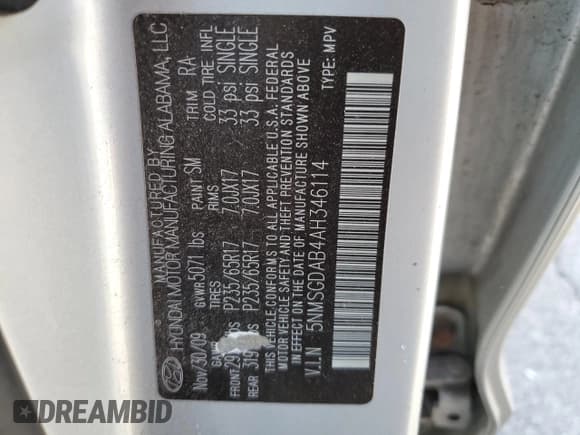 MANUFACTURED BY
HYUNDAI MOTOR MANUFACTURING ALABAMA, LLC
Nov/30/09 GVWR 5071 lbs PAINT SM TRIM RA
TIRES RIMS COLD TIRE INFL
FRONT P235/65R17 7.0JX17 33 psi SINGLE
REAR P235/65R17 7.0JX17 33 psi SINGLE
THIS VEHICLE CONFORMS TO ALL APPLICABLE U.S.A. FEDERAL
MOTOR VEHICLE SAFETY AND THEFT PREVENTION STANDARDS
IN EFFECT ON THE DATE OF MANUFACTURE SHOWN ABOVE
V.I.N 5NMSGDAB4AH346114 TYPE: MPV
DREAMBID